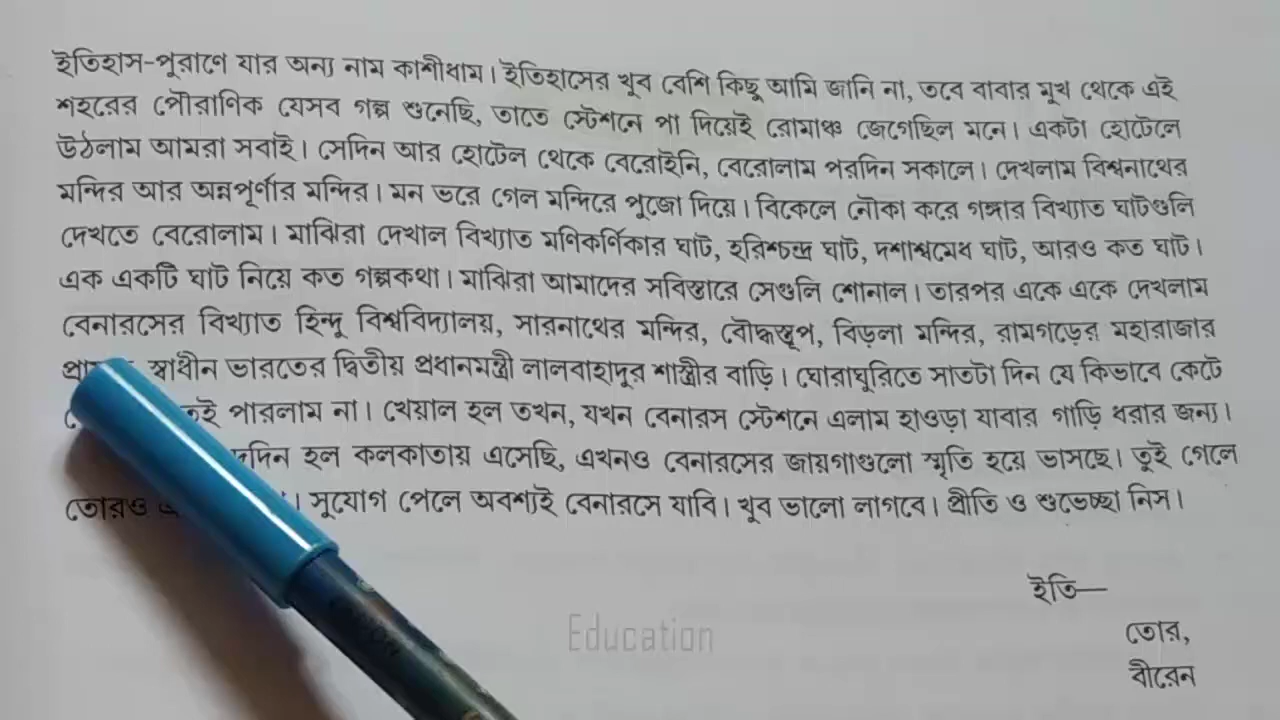 ইতিহাস-পুরাণে যার অন্য নাম কাশীধাম। ইতিহাসের খুব বেশি কিছু আমি জানি না, তবে বাবার মুখ থেকে এই
শহরের পৌরাণিক যেসব গল্প শুনেছি, তাতে স্টেশনে পা দিয়েই রোমাঞ্চ জেগেছিল মনে। একটা হোটেলে
উঠলাম আমরা সবাই। সেদিন আর হোটেল থেকে বেরোইনি, বেরোলাম পরদিন সকালে। দেখলাম বিশ্বনাথের
মন্দির আর অন্নপূর্ণার মন্দির। মন ভরে গেল মন্দিরে পুজো দিয়ে। বিকেলে নৌকা করে গঙ্গার বিখ্যাত ঘাটগুলি
দেখতে বেরোলাম। মাঝিরা দেখাল বিখ্যাত মণিকর্ণিকার ঘাট, হরিশ্চন্দ্র ঘাট, দশাশ্বমেধ ঘাট, আরও কত ঘাট।
এক একটি ঘাট নিয়ে কত গল্পকথা। মাঝিরা আমাদের সবিস্তারে সেগুলি শোনাল। তারপর একে একে দেখলাম
বেনারসের বিখ্যাত হিন্দু বিশ্ববিদ্যালয়, সারনাথের মন্দির, বৌদ্ধস্তূপ, বিড়লা মন্দির, রামগড়ের মহারাজার
স্বাধীন ভারতের দ্বিতীয় প্রধানমন্ত্রী লালবাহাদুর শাস্ত্রীর বাড়ি। ঘোরাঘুরিতে সাতটা দিন যে কিভাবে কেটে
পারলাম না। খেয়াল হল তখন, যখন বেনারস স্টেশনে এলাম হাওড়া যাবার গাড়ি ধরার জন্য।
হল কলকাতায় এসেছি, এখনও বেনারসের জায়গাগুলো স্মৃতি হয়ে ভাসছে। তুই গেলে
তোরও । সুযোগ পেলে অবশ্যই বেনারসে যাবি। খুব ভালো লাগবে। প্রীতি ও শুভেচ্ছা নিস।
ইতি—
তোর,
বীরেন
Education